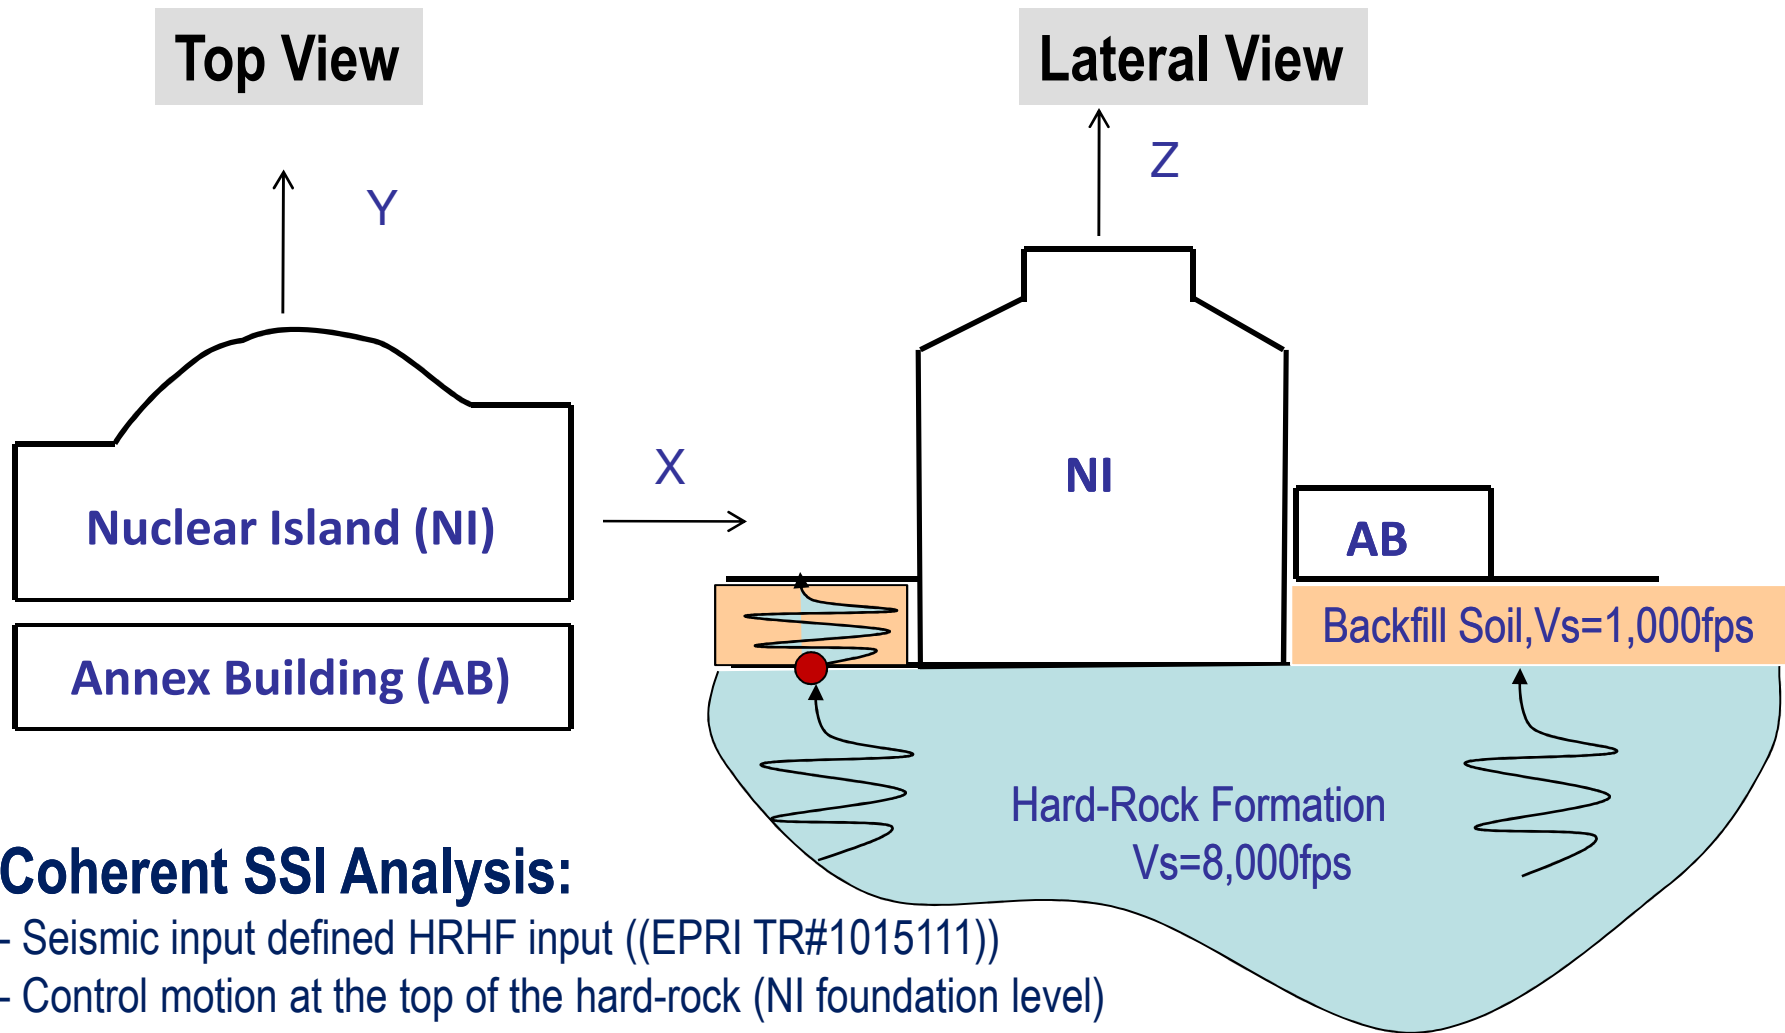 Top View
Lateral View
Y
Z
X
Nuclear Island (NI)
Annex Building (AB)
NI
AB
Backfill Soil,Vs=1,000fps
Hard-Rock Formation
Vs=8,000fps
Coherent SSI Analysis:
- Seismic input defined HRHF input ((EPRI TR#1015111))
- Control motion at the top of the hard-rock (NI foundation level)